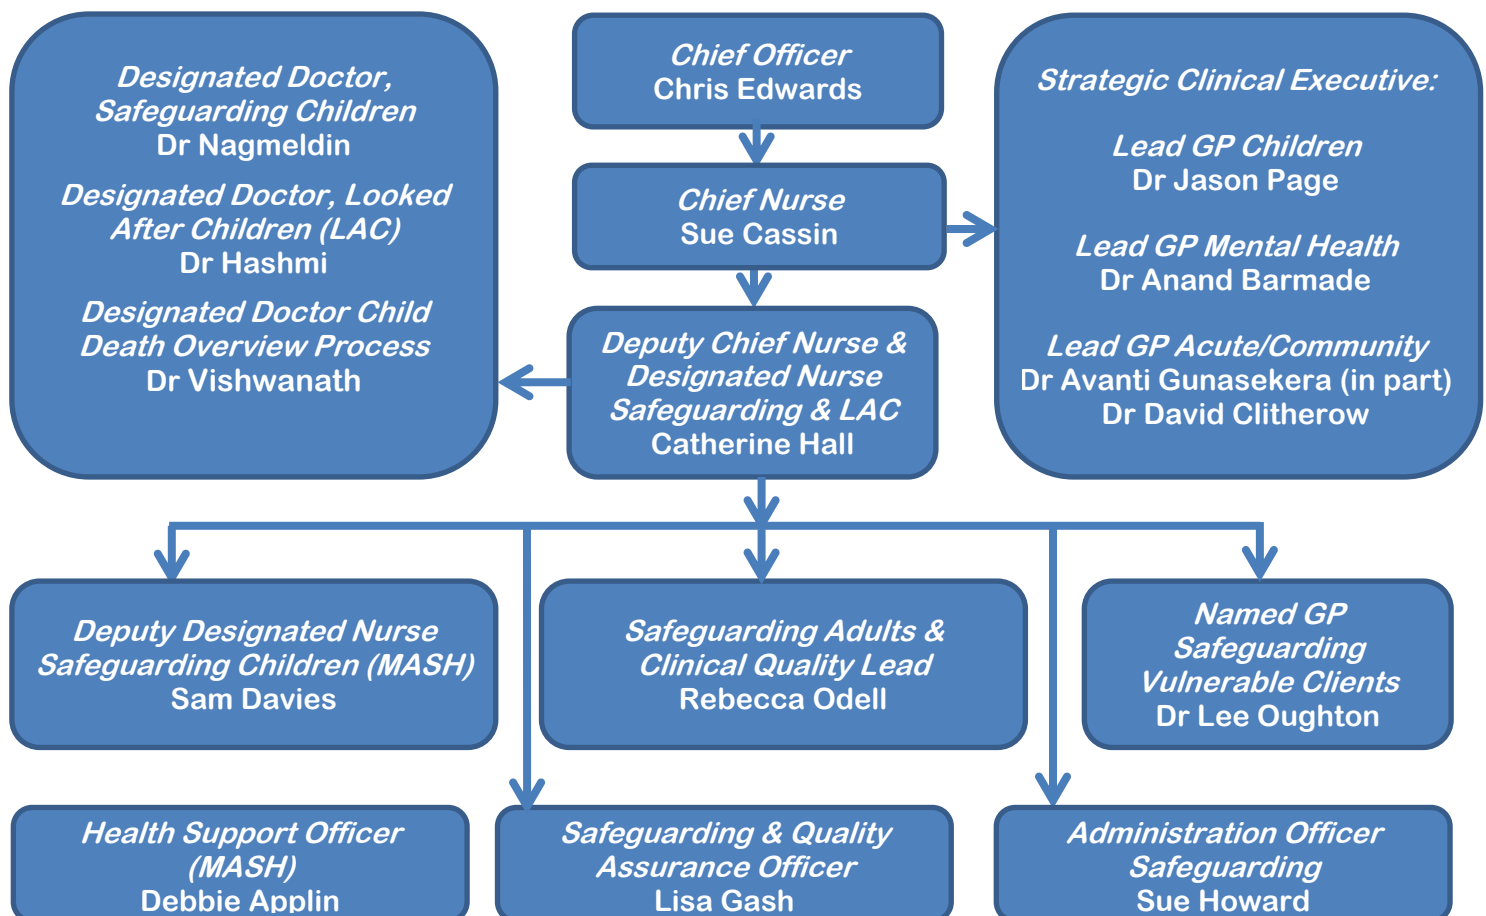 Designated Doctor,
Safeguarding Children
Dr Nagmeldin
Designated Doctor, Looked
After Children (LAC)
Dr Hashmi
Designated Doctor Child
Death Overview Process
Dr Vishwanath
Chief Officer
Chris Edwards
Chief Nurse
Sue Cassin
Deputy Chief Nurse &
Designated Nurse
Safeguarding & LAC
Catherine Hall
Strategic Clinical Executive:
Lead GP Children
Dr Jason Page
Lead GP Mental Health
Dr Anand Barmade
Lead GP Acute/Community
Dr Avanti Gunasekera (in part)
Dr David Clitherow
Deputy Designated Nurse
Safeguarding Children (MASH)
Sam Davies
Safeguarding Adults &
Clinical Quality Lead
Rebecca Odell
Named GP
Safeguarding
Vulnerable Clients
Dr Lee Oughton
Health Support Officer
(MASH)
Debbie Applin
Safeguarding & Quality
Assurance Officer
Lisa Gash
Administration Officer
Safeguarding
Sue Howard